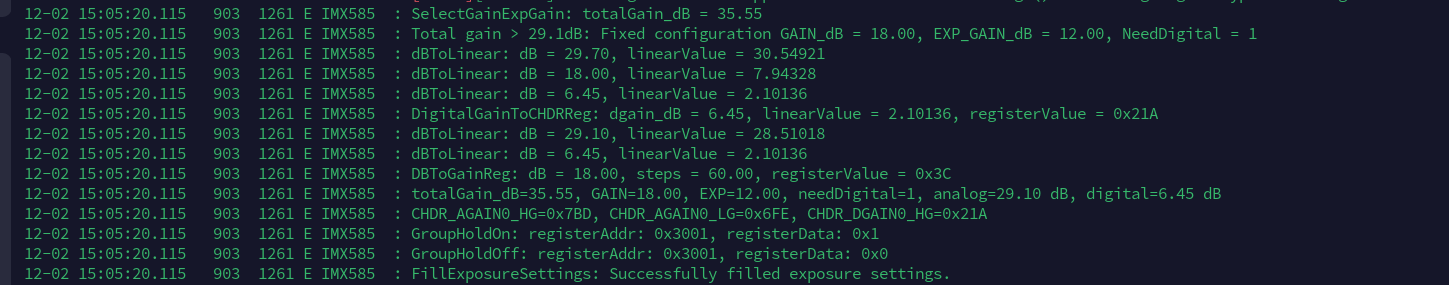 12-02 15:05:20.115   903  1261 E IMX585  : SelectGainExpGain: totalGain_dB = 35.55
12-02 15:05:20.115   903  1261 E IMX585  : Total gain > 29.1dB: Fixed configuration GAIN_dB = 18.00, EXP_GAIN_dB = 12.00, NeedDigital = 1
12-02 15:05:20.115   903  1261 E IMX585  : dBToLinear: dB = 29.70, linearValue = 30.54921
12-02 15:05:20.115   903  1261 E IMX585  : dBToLinear: dB = 18.00, linearValue = 7.94328
12-02 15:05:20.115   903  1261 E IMX585  : dBToLinear: dB = 6.45, linearValue = 2.10136
12-02 15:05:20.115   903  1261 E IMX585  : DigitalGainToCHDRReg: dgain_dB = 6.45, linearValue = 2.10136, registerValue = 0x21A
12-02 15:05:20.115   903  1261 E IMX585  : dBToLinear: dB = 29.10, linearValue = 28.51018
12-02 15:05:20.115   903  1261 E IMX585  : dBToLinear: dB = 6.45, linearValue = 2.10136
12-02 15:05:20.115   903  1261 E IMX585  : DBToGainReg: dB = 18.00, steps = 60.00, registerValue = 0x3C
12-02 15:05:20.115   903  1261 E IMX585  : totalGain_dB=35.55, GAIN=18.00, EXP=12.00, needDigital=1, analog=29.10 dB, digital=6.45 dB
12-02 15:05:20.115   903  1261 E IMX585  : CHDR_AGAIN0_HG=0x7BD, CHDR_AGAIN0_LG=0x6FE, CHDR_DGAIN0_HG=0x21A
12-02 15:05:20.115   903  1261 E IMX585  : GroupHoldOn: registerAddr: 0x3001, registerData: 0x1
12-02 15:05:20.115   903  1261 E IMX585  : GroupHoldOff: registerAddr: 0x3001, registerData: 0x0
12-02 15:05:20.115   903  1261 E IMX585  : FillExposureSettings: Successfully filled exposure settings.